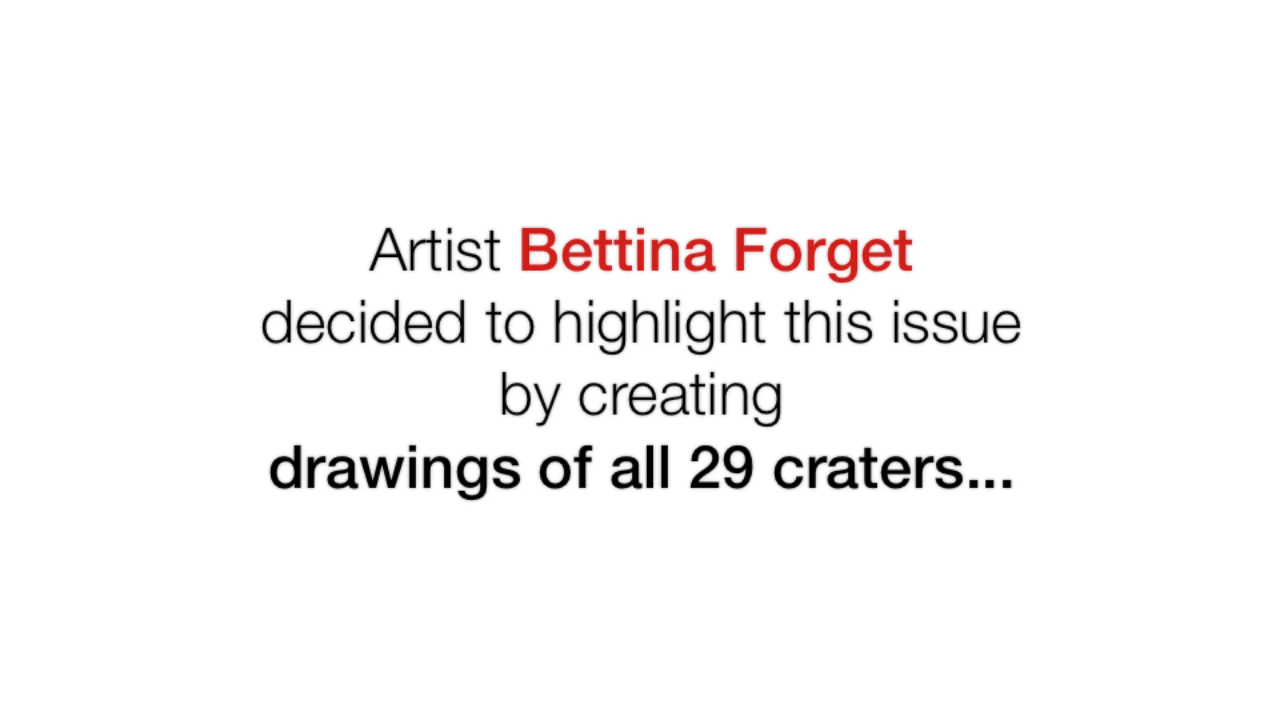 Artist Bettina Forget
decided to highlight this issue
by creating
drawings of all 29 craters...